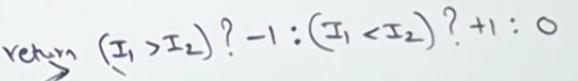 return (I₁ > I₂) ? -1 : (I₁ < I₂) ? +1 : 0